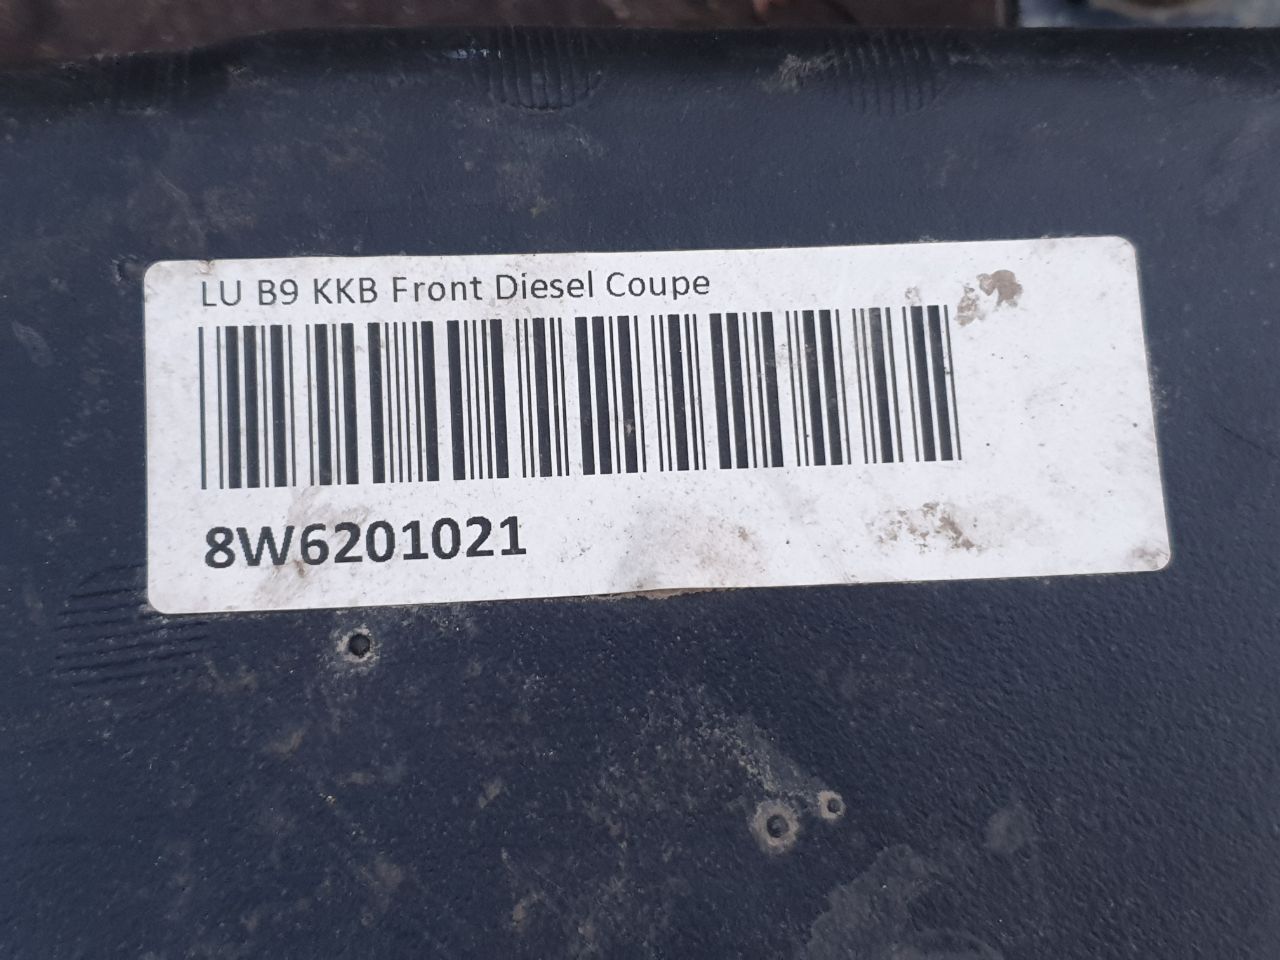 LU B9 KKB Front Diesel Coupe
8W6201021